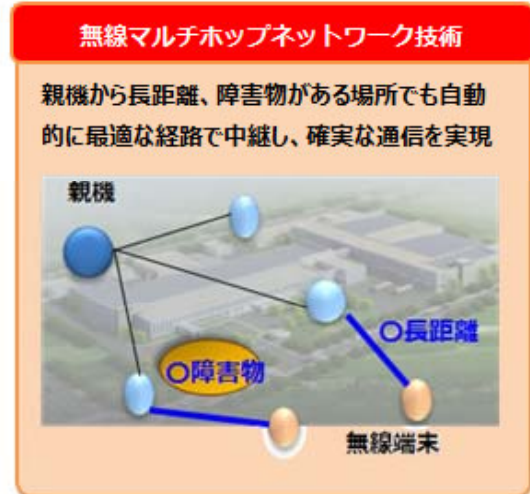 無線マルチホップネットワーク技術
親機から長距離、障害物がある場所でも自動
的に最適な経路で中継し、確実な通信を実現
親機
〇長距離
〇障害物
無線端末